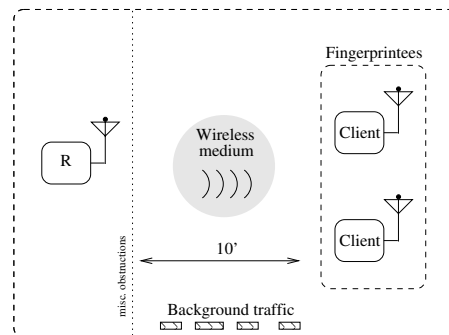 Fingerprintees
Client
Wireless
medium
R
Client
misc. obstructions
10'
Background traffic